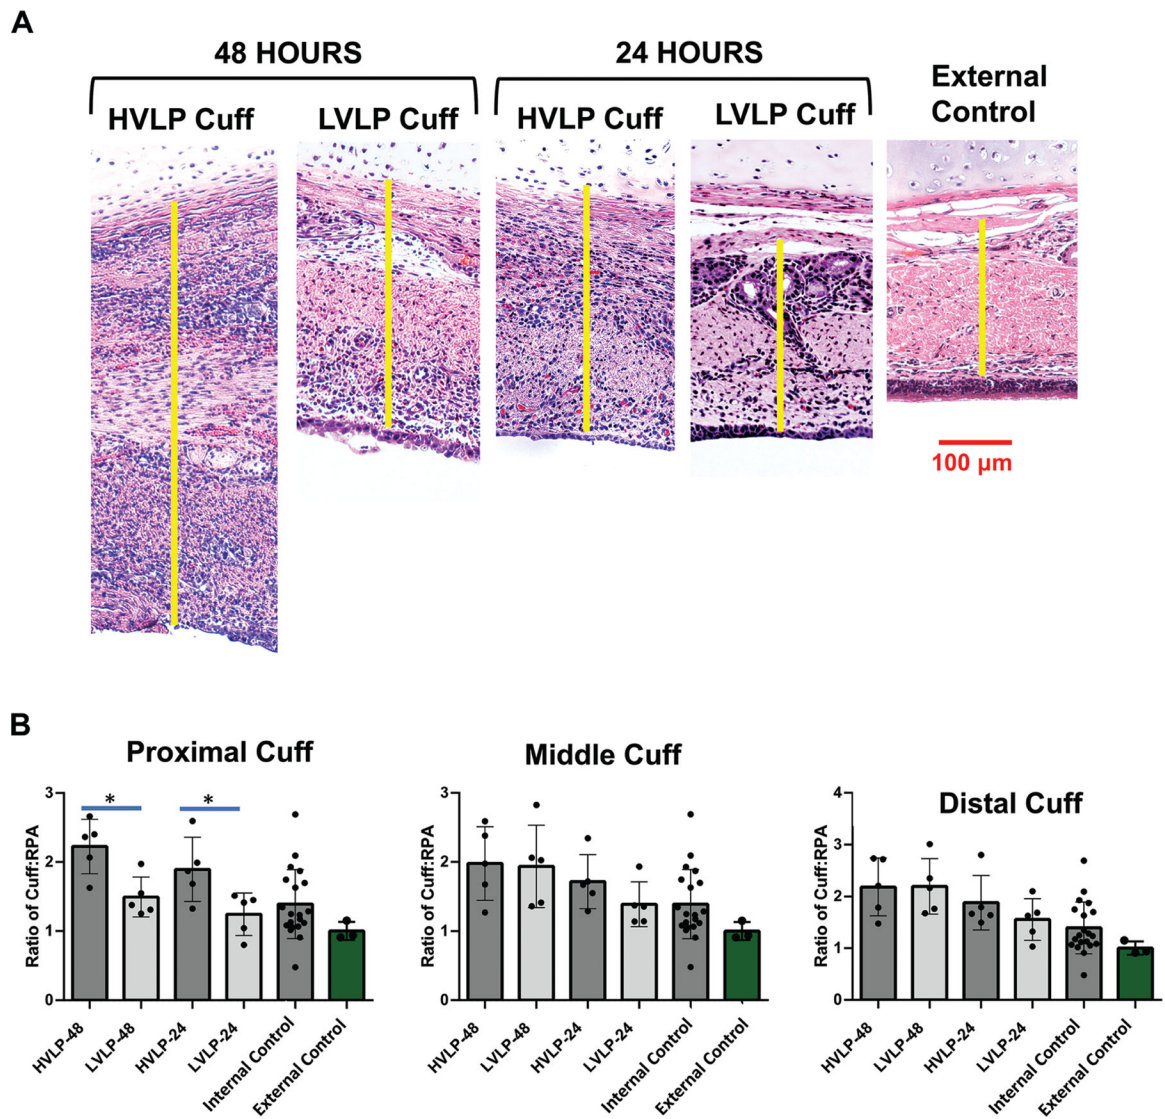 A
48 HOURS
24 HOURS
External
Control
HVLP Cuff
LVLP Cuff
HVLP Cuff
LVLP Cuff
100 µm
B
Proximal Cuff
Ratio of Cuff:RPA
3
2
1
0
*
*
HVLP-48
LVLP-48
HVLP-24
LVLP-24
Internal Control
External Control
Middle Cuff
Ratio of Cuff:RPA
3
2
1
0
HVLP-48
LVLP-48
HVLP-24
LVLP-24
Internal Control
External Control
Distal Cuff
Ratio of Cuff:RPA
4
3
2
1
0
HVLP-48
LVLP-48
HVLP-24
LVLP-24
Internal Control
External Control